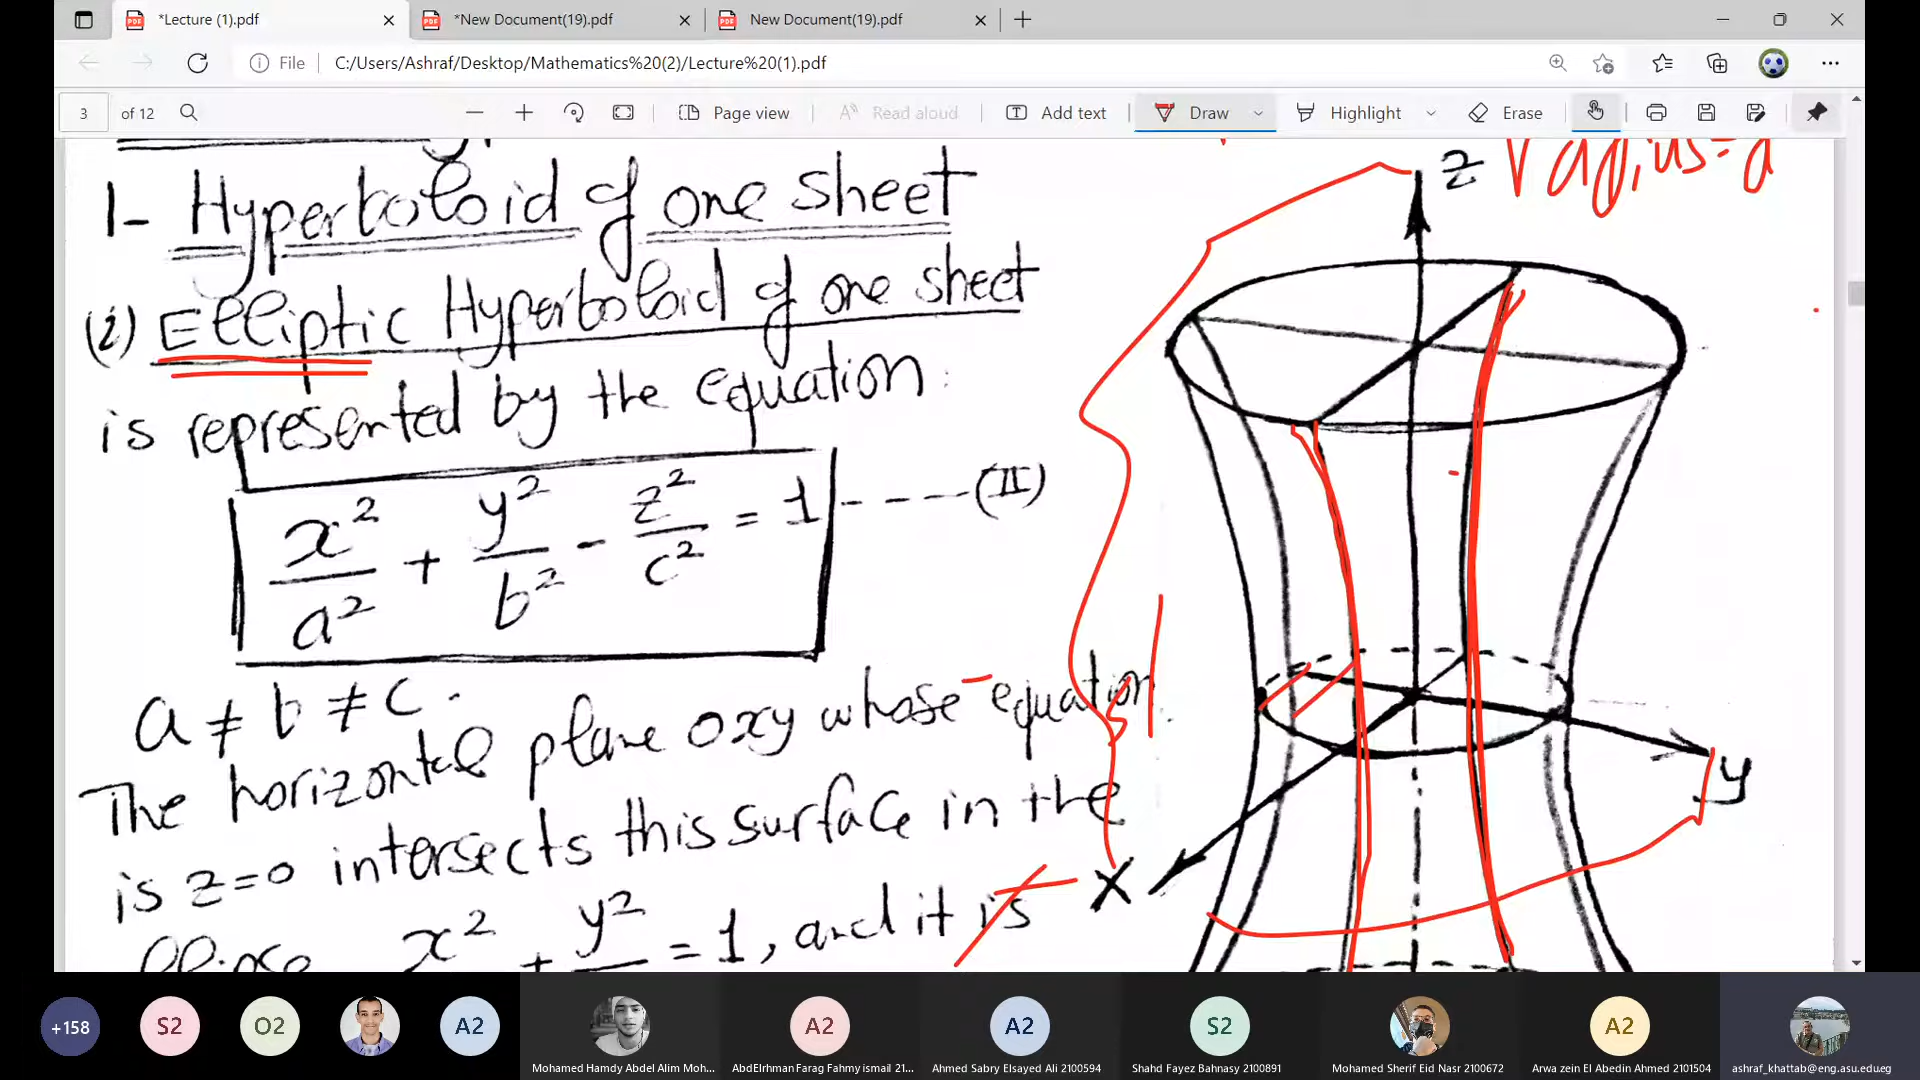 *Lecture (1).pdf
*New Document(19).pdf
New Document(19).pdf
File
C:/Users/Ashraf/Desktop/Mathematics%20(2)/Lecture%20(1).pdf
3 of 12
Page view
Read aloud
Add text
Draw
Highlight
Erase
radius=a
z
1- Hyperboloid of one sheet
(i) Elliptic Hyperboloid of one sheet
is represented by the equation:
x²/a² + y²/b² - z²/c² = 1 ---- (II)
a ≠ b ≠ c.
The horizontal plane oxy whose equation
is z=0 intersects this surface in the
x² + y² = 1, and it is
y
X
+158
S2
O2
A2
Mohamed Hamdy Abdel Alim Moh...
A2
AbdElrhman Farag Fahmy ismail 21...
A2
Ahmed Sabry Elsayed Ali 2100594
S2
Shahd Fayez Bahnasy 2100891
Mohamed Sherif Eid Nasr 2100672
A2
Arwa zein El Abedin Ahmed 2101504
ashraf_khattab@eng.asu.edu.eg